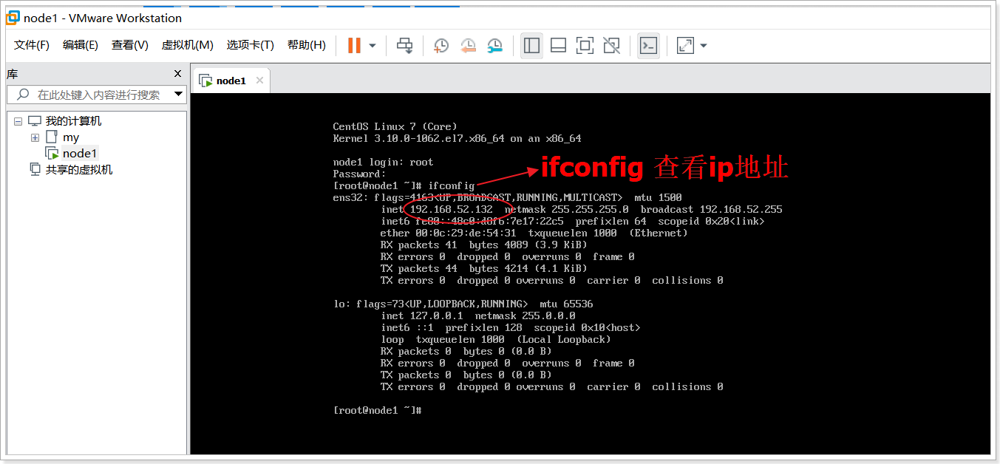 node1 - VMware Workstation
文件(F) 编辑(E) 查看(V) 虚拟机(M) 选项卡(T) 帮助(H)
库
在此处键入内容进行搜索
我的计算机
my
node1
共享的虚拟机
node1
CentOS Linux 7 (Core)
Kernel 3.10.0-1062.el7.x86_64 on an x86_64
node1 login: root
Password:
[root@node1 ~]# ifconfig
ifconfig 查看ip地址
ens32: flags=4163<UP,BROADCAST,RUNNING,MULTICAST>  mtu 1500
inet 192.168.52.132  netmask 255.255.255.0  broadcast 192.168.52.255
inet6 fe80::48c0:d8f6:7e17:22c5  prefixlen 64  scopeid 0x20<link>
ether 00:0c:29:de:54:31  txqueuelen 1000  (Ethernet)
RX packets 41  bytes 4089 (3.9 KiB)
RX errors 0  dropped 0  overruns 0  frame 0
TX packets 44  bytes 4214 (4.1 KiB)
TX errors 0  dropped 0 overruns 0  carrier 0  collisions 0
lo: flags=73<UP,LOOPBACK,RUNNING>  mtu 65536
inet 127.0.0.1  netmask 255.0.0.0
inet6 ::1  prefixlen 128  scopeid 0x10<host>
loop  txqueuelen 1000  (Local Loopback)
RX packets 0  bytes 0 (0.0 B)
RX errors 0  dropped 0  overruns 0  frame 0
TX packets 0  bytes 0 (0.0 B)
TX errors 0  dropped 0 overruns 0  carrier 0  collisions 0
[root@node1 ~]#